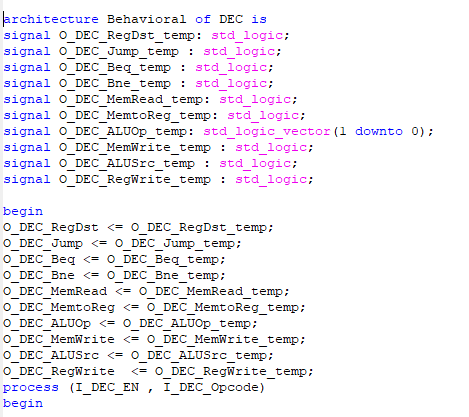 architecture Behavioral of DEC is
signal O_DEC_RegDst_temp: std_logic;
signal O_DEC_Jump_temp : std_logic;
signal O_DEC_Beq_temp : std_logic;
signal O_DEC_Bne_temp : std_logic;
signal O_DEC_MemRead_temp: std_logic;
signal O_DEC_MemtoReg_temp: std_logic;
signal O_DEC_ALUOp_temp: std_logic_vector(1 downto 0);
signal O_DEC_MemWrite_temp : std_logic;
signal O_DEC_ALUSrc_temp : std_logic;
signal O_DEC_RegWrite_temp : std_logic;

begin
O_DEC_RegDst <= O_DEC_RegDst_temp;
O_DEC_Jump <= O_DEC_Jump_temp;
O_DEC_Beq <= O_DEC_Beq_temp;
O_DEC_Bne <= O_DEC_Bne_temp;
O_DEC_MemRead <= O_DEC_MemRead_temp;
O_DEC_MemtoReg <= O_DEC_MemtoReg_temp;
O_DEC_ALUOp <= O_DEC_ALUOp_temp;
O_DEC_MemWrite <= O_DEC_MemWrite_temp;
O_DEC_ALUSrc <= O_DEC_ALUSrc_temp;
O_DEC_RegWrite  <= O_DEC_RegWrite_temp;
process (I_DEC_EN , I_DEC_Opcode)
begin